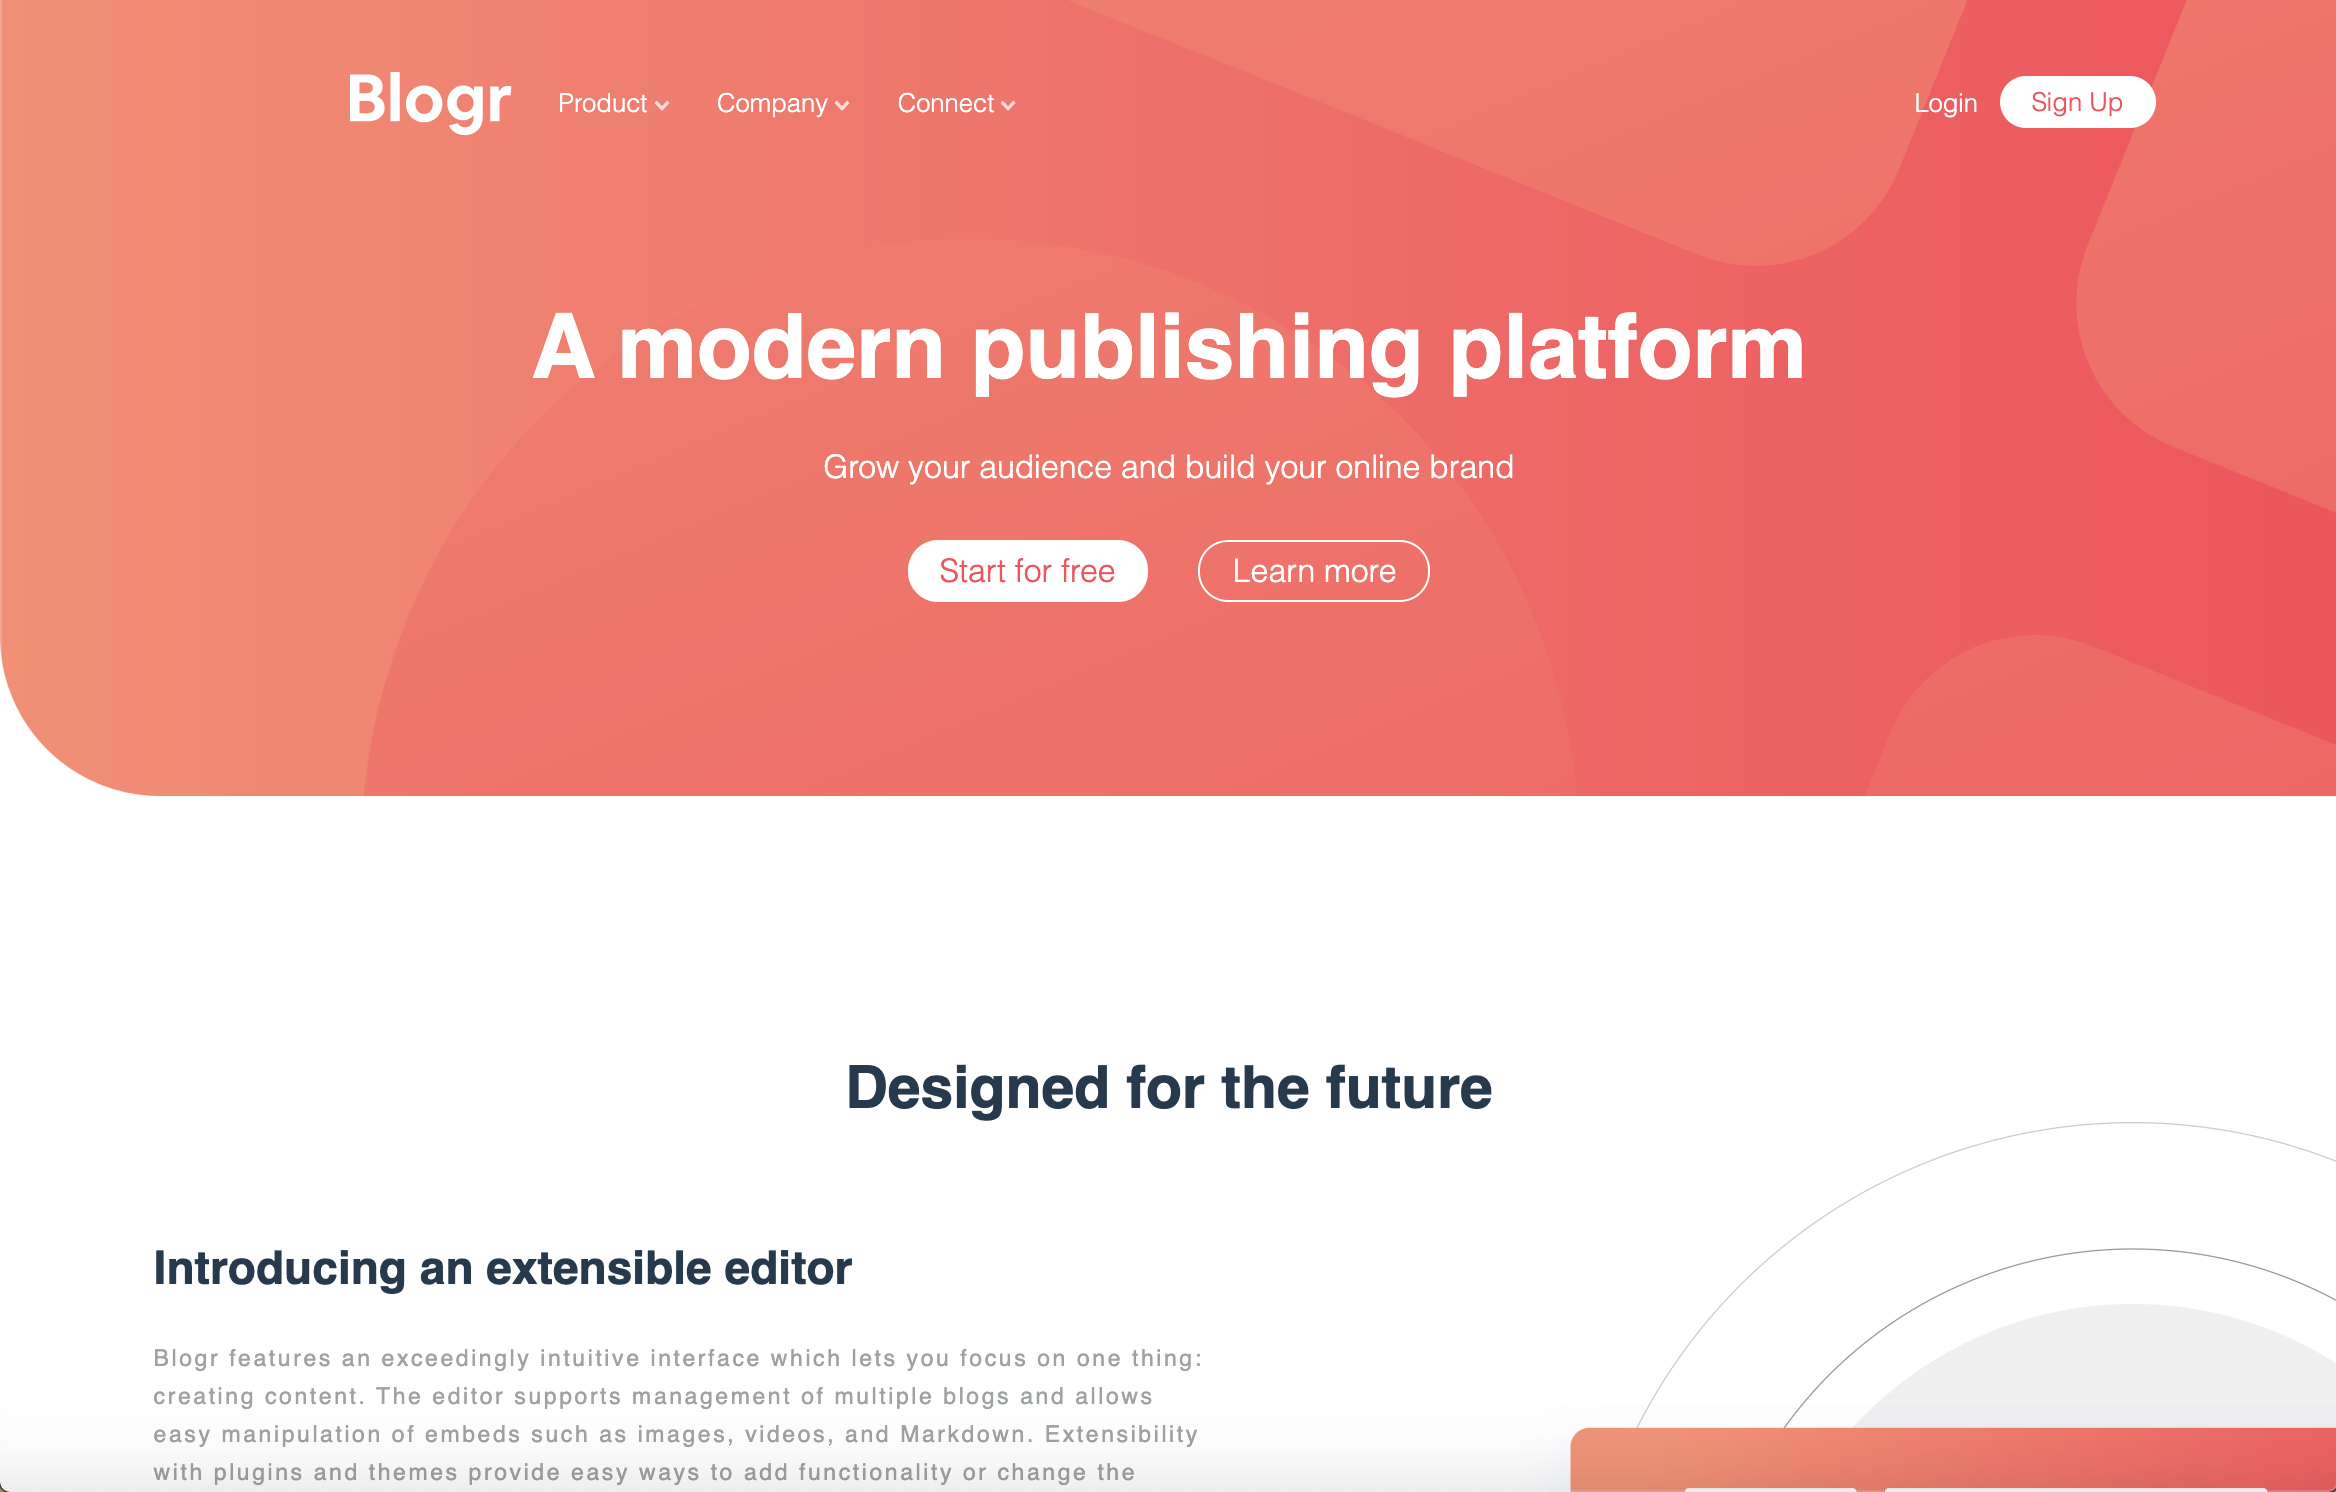 Blogr Product Company Connect Login Sign Up
A modern publishing platform
Grow your audience and build your online brand
Start for free Learn more
Designed for the future
Introducing an extensible editor
Blogr features an exceedingly intuitive interface which lets you focus on one thing:
creating content. The editor supports management of multiple blogs and allows
easy manipulation of embeds such as images, videos, and Markdown. Extensibility
with plugins and themes provide easy ways to add functionality or change the